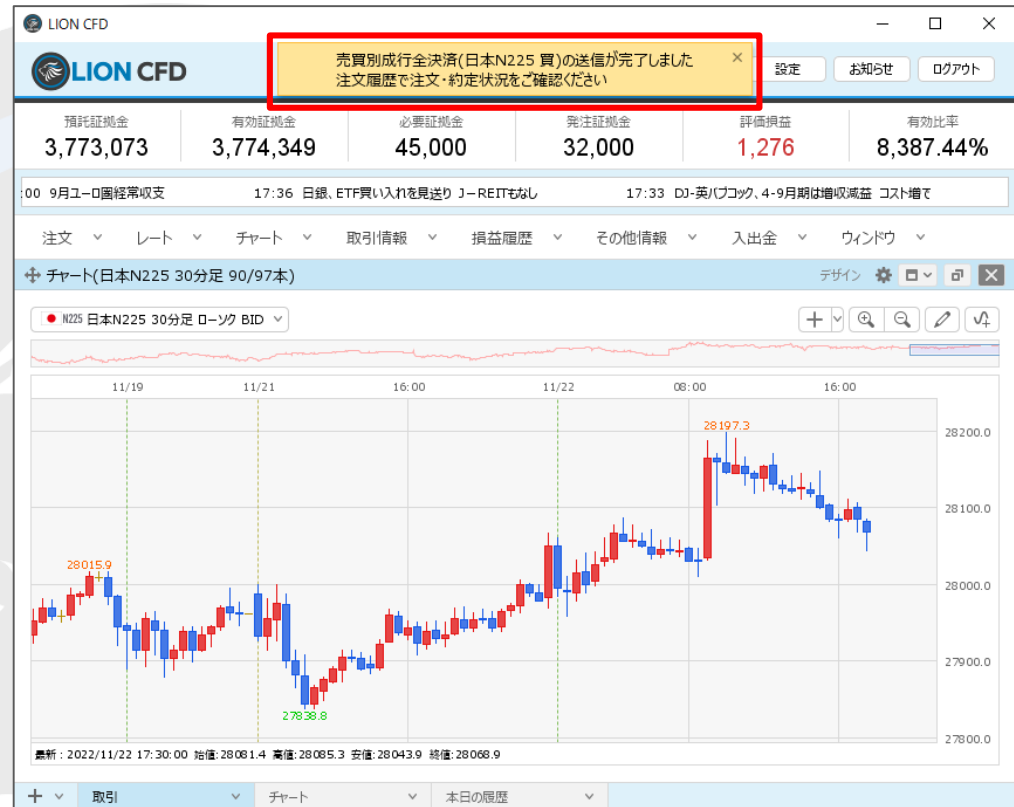 LION CFD
LION CFD
売買別成行全決済(日本N225 買)の送信が完了しました
注文履歴で注文・約定状況をご確認ください
設定 お知らせ ログアウト
預託証拠金 有効証拠金 必要証拠金 発注証拠金 評価損益 有効比率
3,773,073 3,774,349 45,000 32,000 1,276 8,387.44%
:00 9月ユーロ圏経常収支 17:36 日銀、ETF買い入れを見送り J-REITもなし 17:33 DJ-英バブコック、4-9月期は増収減益 コスト増で
注文 レート チャート 取引情報 損益履歴 その他情報 入出金 ウィンドウ
チャート(日本N225 30分足 90/97本) デザイン
N225 日本N225 30分足 ローソク BID
11/19 11/21 16:00 11/22 08:00 16:00
28197.3
28200.0
28100.0
28015.9
28000.0
27900.0
27838.8
27800.0
最新 : 2022/11/22 17:30:00 始値:28081.4 高値:28085.3 安値:28043.9 終値:28068.9
取引 チャート 本日の履歴